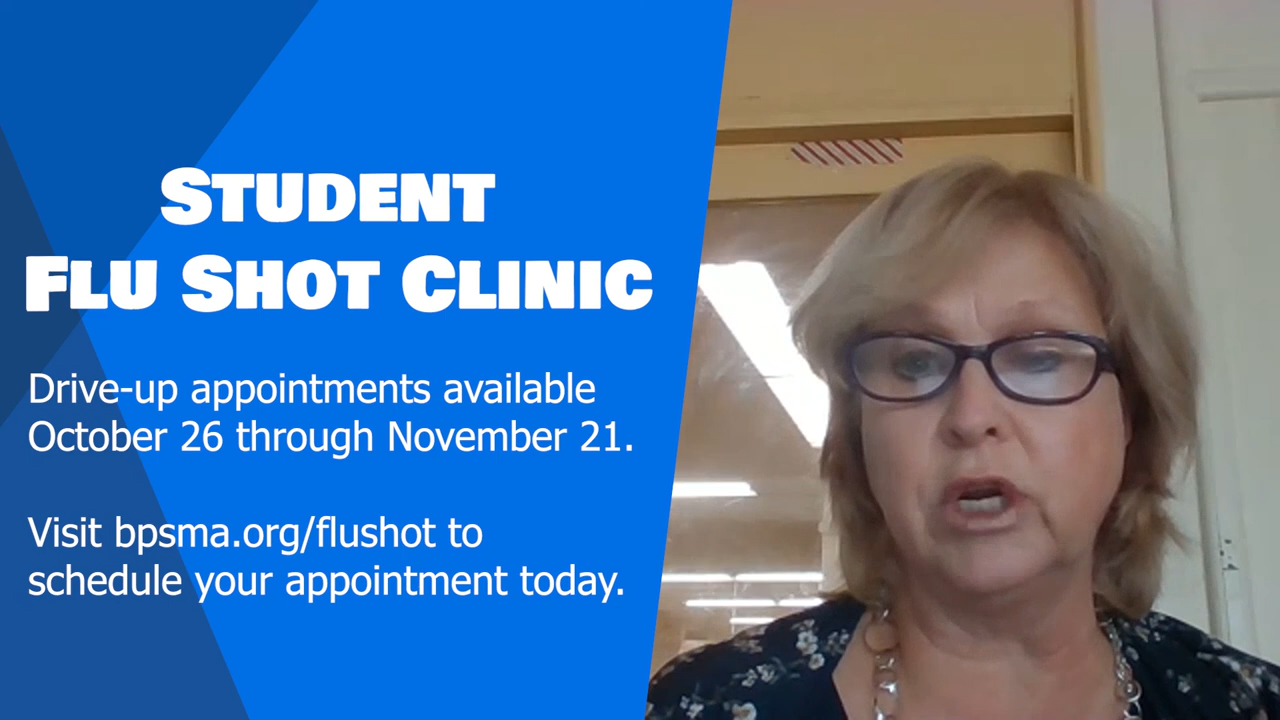 Student
Flu Shot Clinic
Drive-up appointments available
October 26 through November 21.
Visit bpsma.org/flushot to
schedule your appointment today.